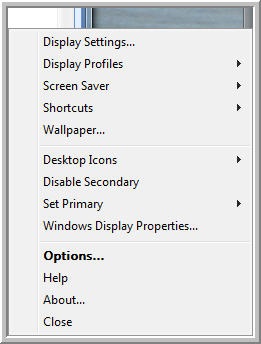 Display Settings...
Display Profiles
Screen Saver
Shortcuts
Wallpaper...
Desktop Icons
Disable Secondary
Set Primary
Windows Display Properties...
Options...
Help
About...
Close